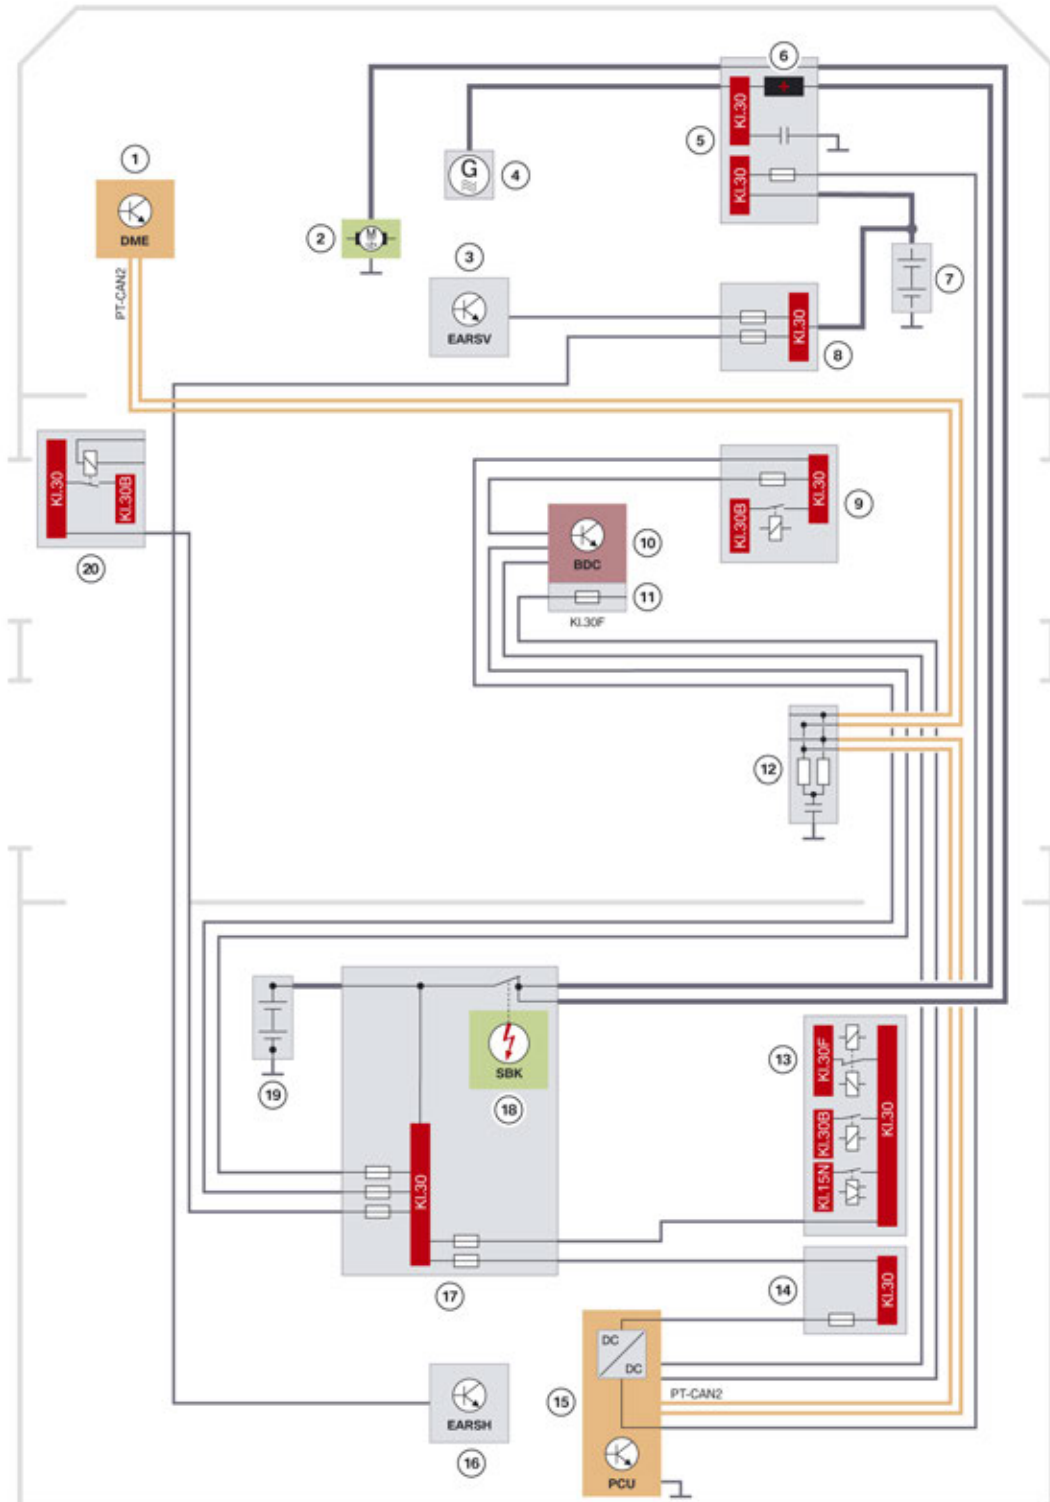 6
Kl.30
1
5
G
4
Kl.30
M
2
DME
3
7
PT-CAN2
EARSV
Kl.30
8
Kl.30
Kl.30B
Kl.30
9
Kl.30B
10
BDC
20
11
Kl.30F
12
13
Kl.30F
Kl.30
SBK
19
18
Kl.30B
Kl.15N
Kl.30
17
14
Kl.30
DC
DC
PT-CAN2
15
EARSH
16
PCU